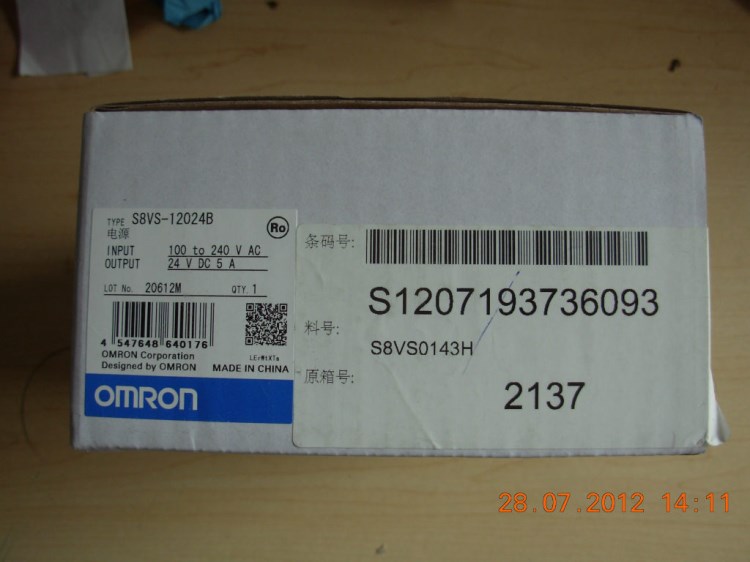 TYPE S8VS-12024B
电源
Ro
INPUT 100 to 240 V AC
OUTPUT 24 V DC 5 A
LOT No. 20612M QTY. 1
4 547648 640176
OMRON Corporation
Designed by OMRON
MADE IN CHINA
OMRON
条码号:
S1207193736093
料号:
S8VS0143H
原箱号:
2137
28.07.2012 14:11